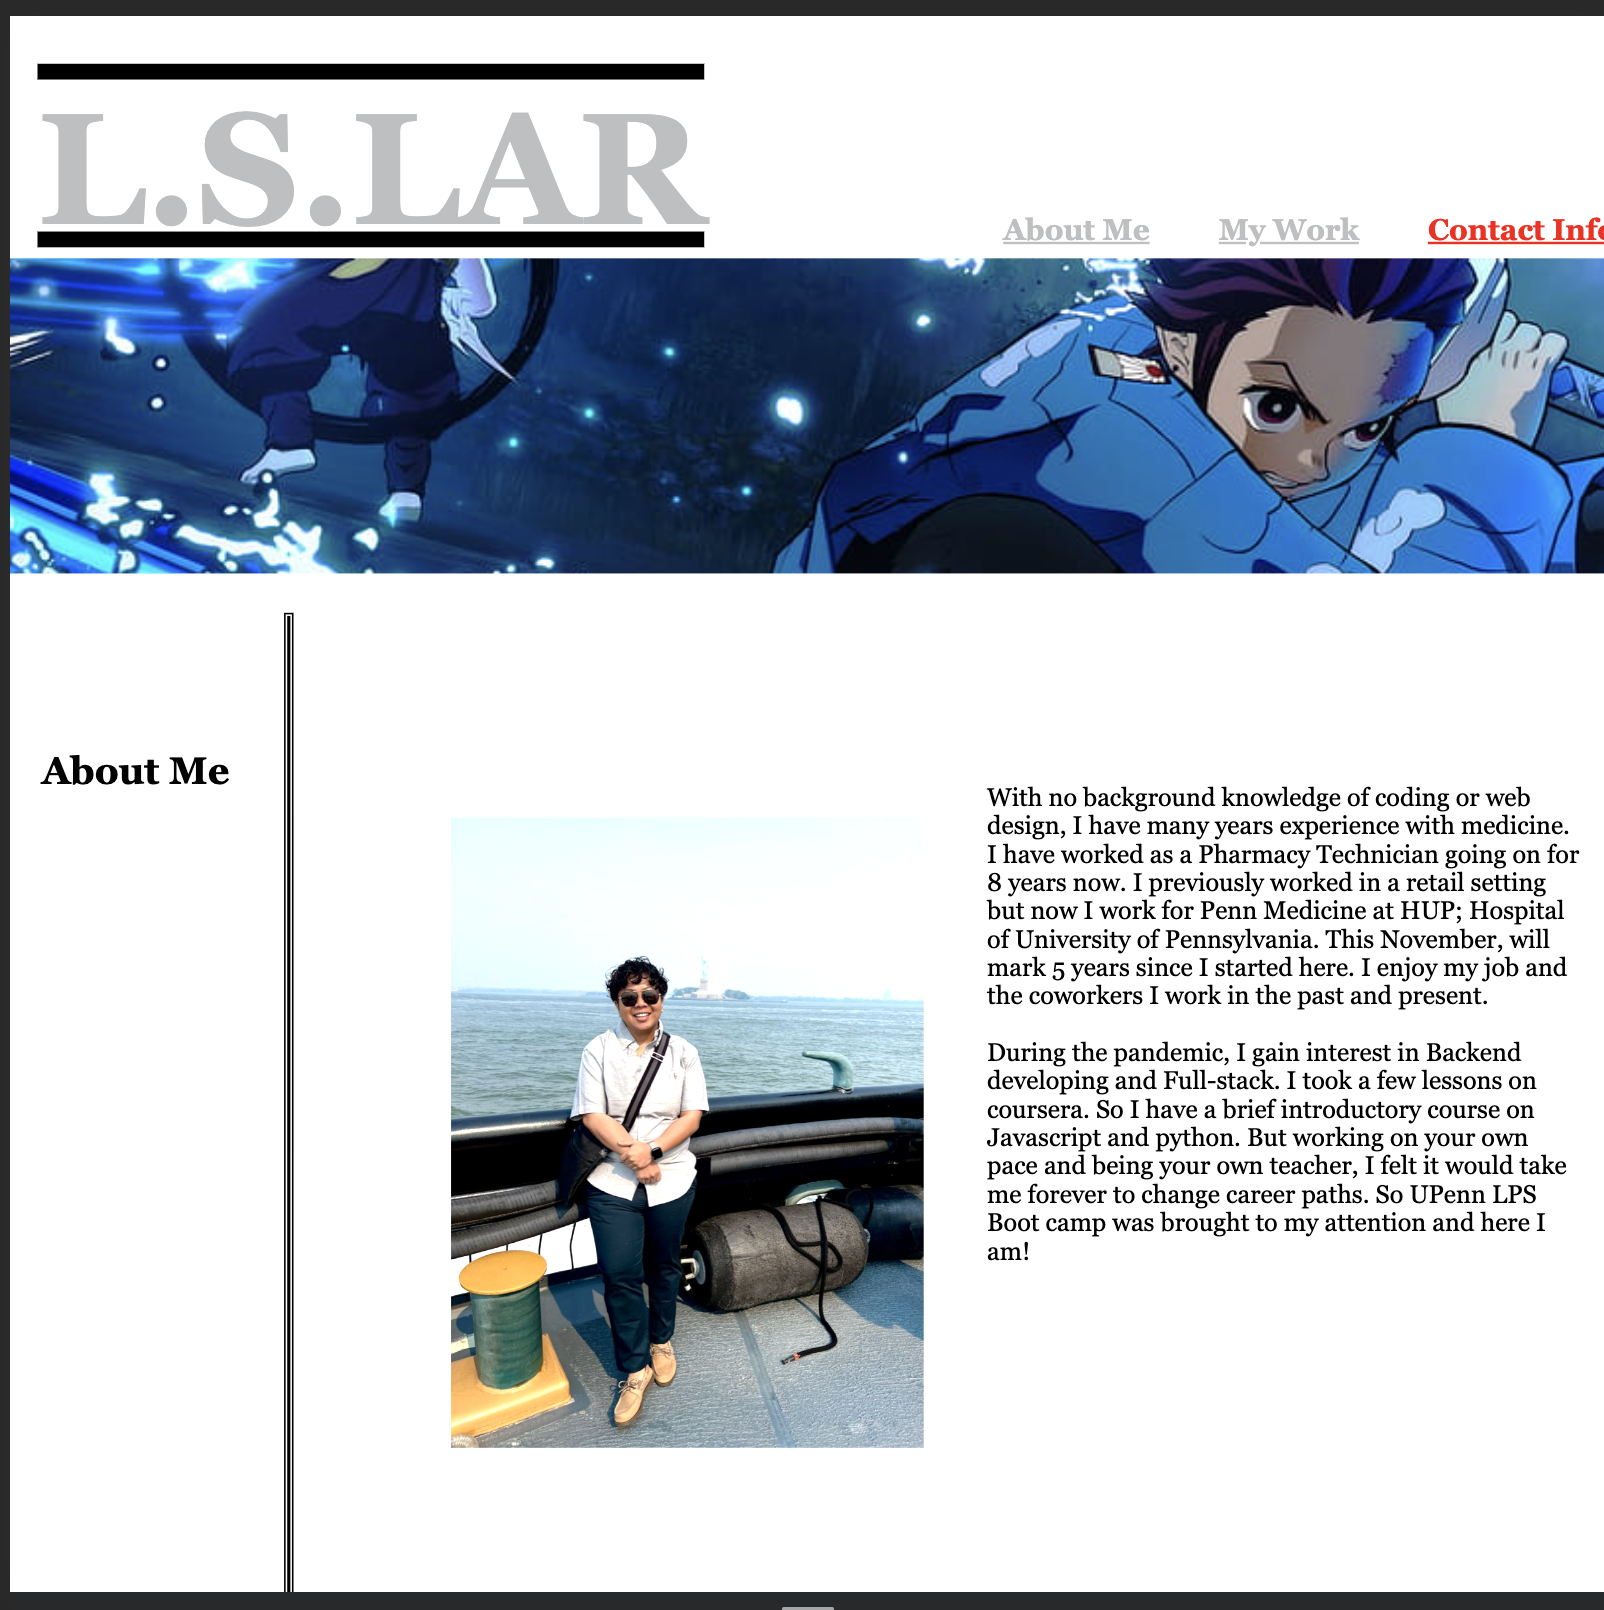 L.S.LAR
About Me My Work Contact Info
About Me
With no background knowledge of coding or web
design, I have many years experience with medicine.
I have worked as a Pharmacy Technician going on for
8 years now. I previously worked in a retail setting
but now I work for Penn Medicine at HUP; Hospital
of University of Pennsylvania. This November, will
mark 5 years since I started here. I enjoy my job and
the coworkers I work in the past and present.
During the pandemic, I gain interest in Backend
developing and Full-stack. I took a few lessons on
coursera. So I have a brief introductory course on
Javascript and python. But working on your own
pace and being your own teacher, I felt it would take
me forever to change career paths. So UPenn LPS
Boot camp was brought to my attention and here I
am!